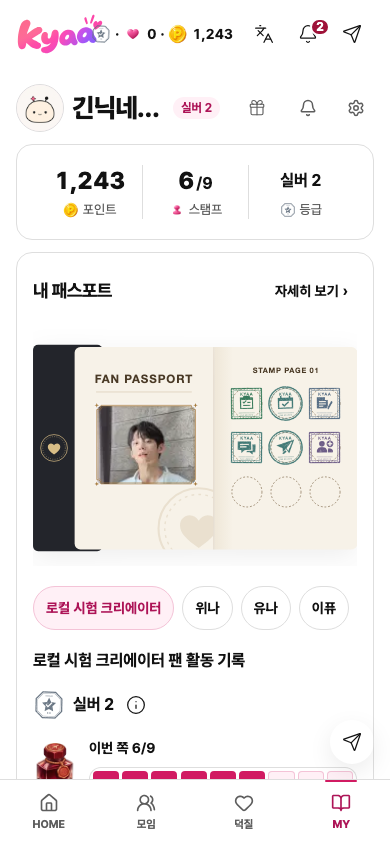 kyaa
· 0 · 1,243
2
긴닉네... 실버 2
1,243 6/9 실버 2
포인트 스탬프 등급
내 패스포트 자세히 보기 ›
FAN PASSPORT
STAMP PAGE 01
KYAA KYAA KYAA
KYAA KYAA KYAA
로컬 시험 크리에이터 위나 유나 이퓨
로컬 시험 크리에이터 팬 활동 기록
실버 2
이번 쪽 6/9
HOME 모임 덕질 MY